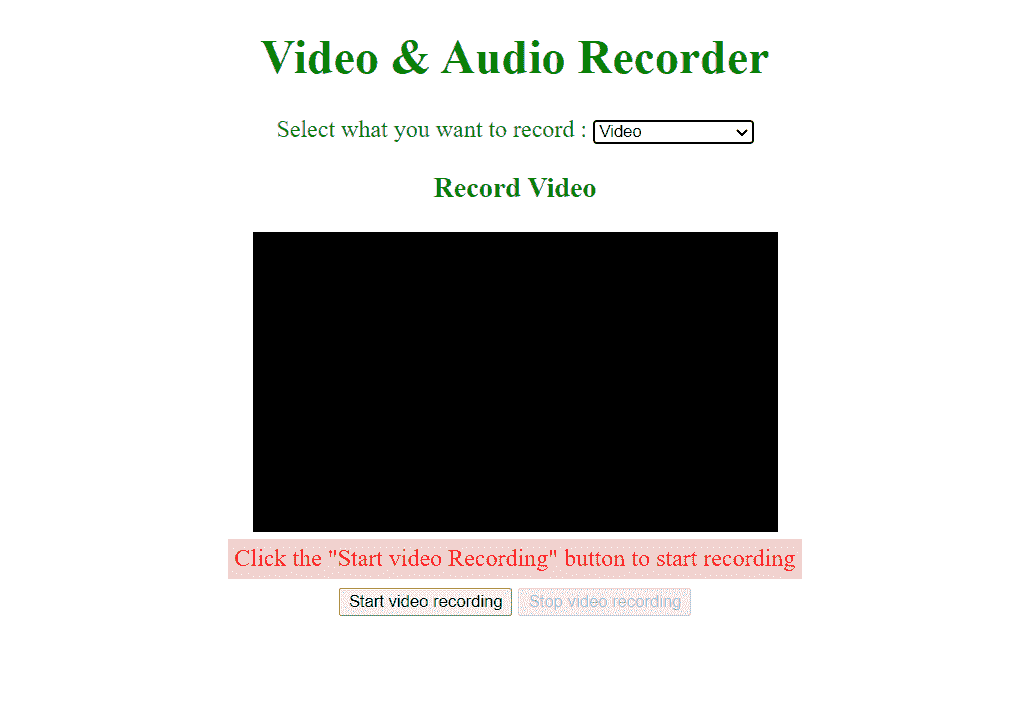 Video & Audio Recorder
Select what you want to record : Video
Record Video
Click the "Start video Recording" button to start recording
Start video recording Stop video recording